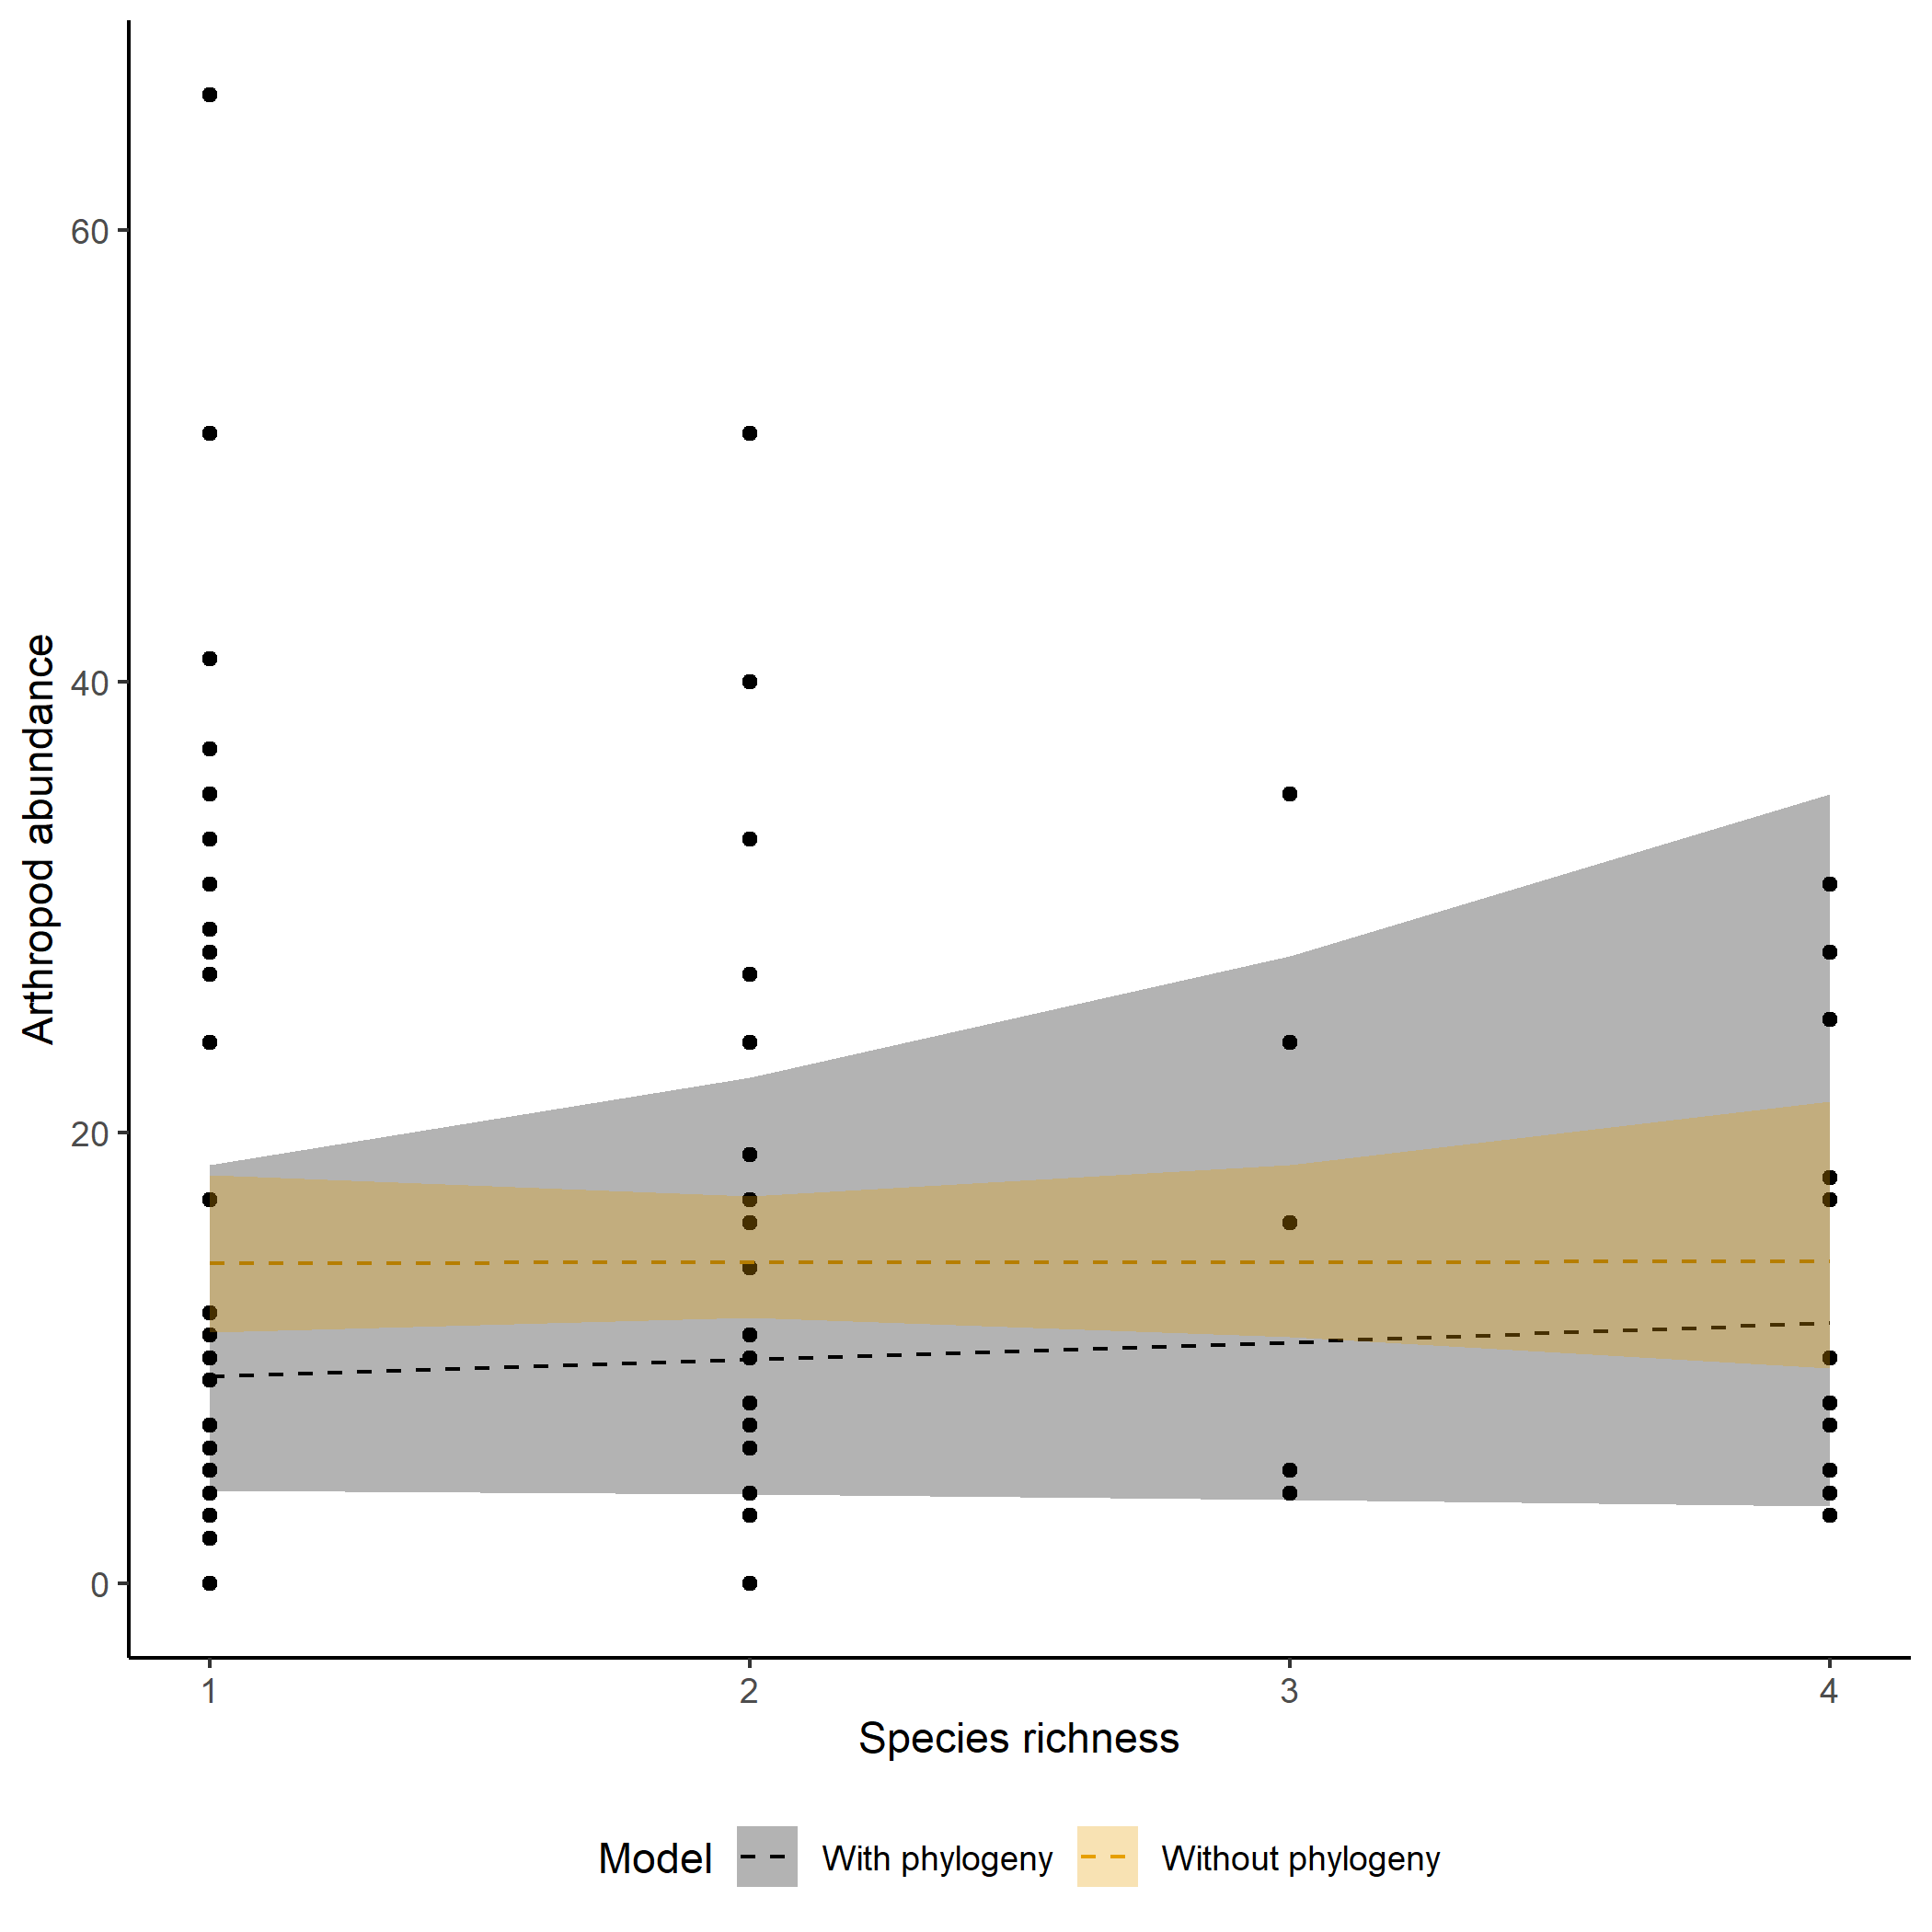 Arthropod abundance
60
40
20
0
1 2 3 4
Species richness
Model With phylogeny Without phylogeny